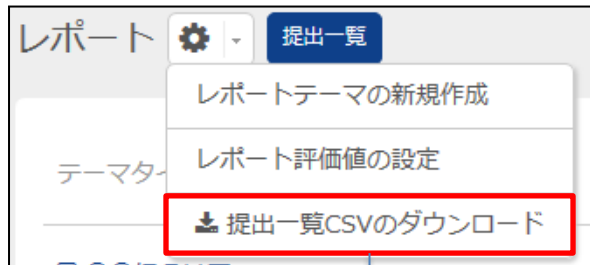 レポート 提出一覧
レポートテーマの新規作成
レポート評価値の設定
テーマタイ
提出一覧CSVのダウンロード